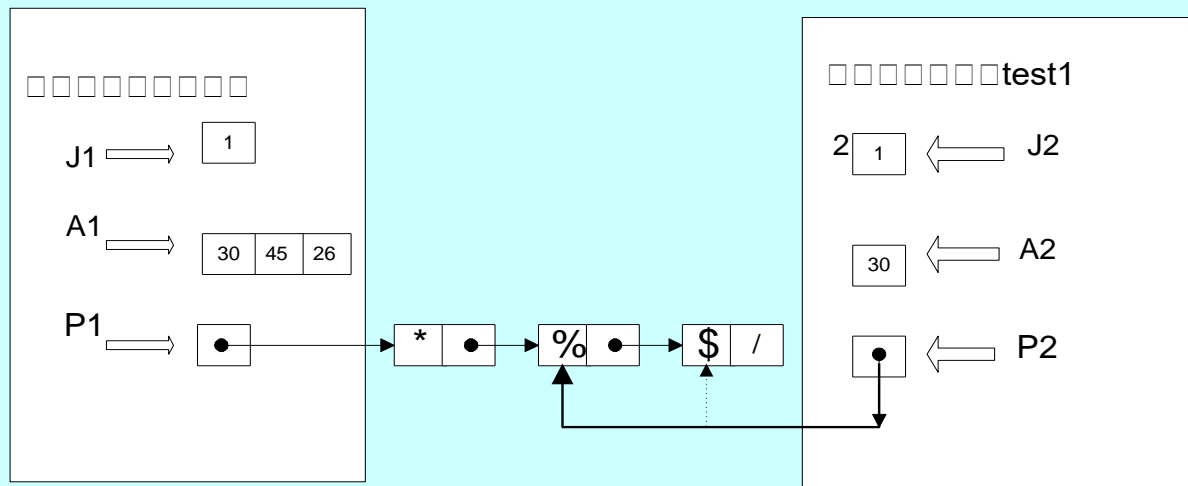 □□□□□□□□□
J1
1
A1
30 45 26
P1
* % $ /
□□□□□□□test1
2 1 J2
30 A2
P2